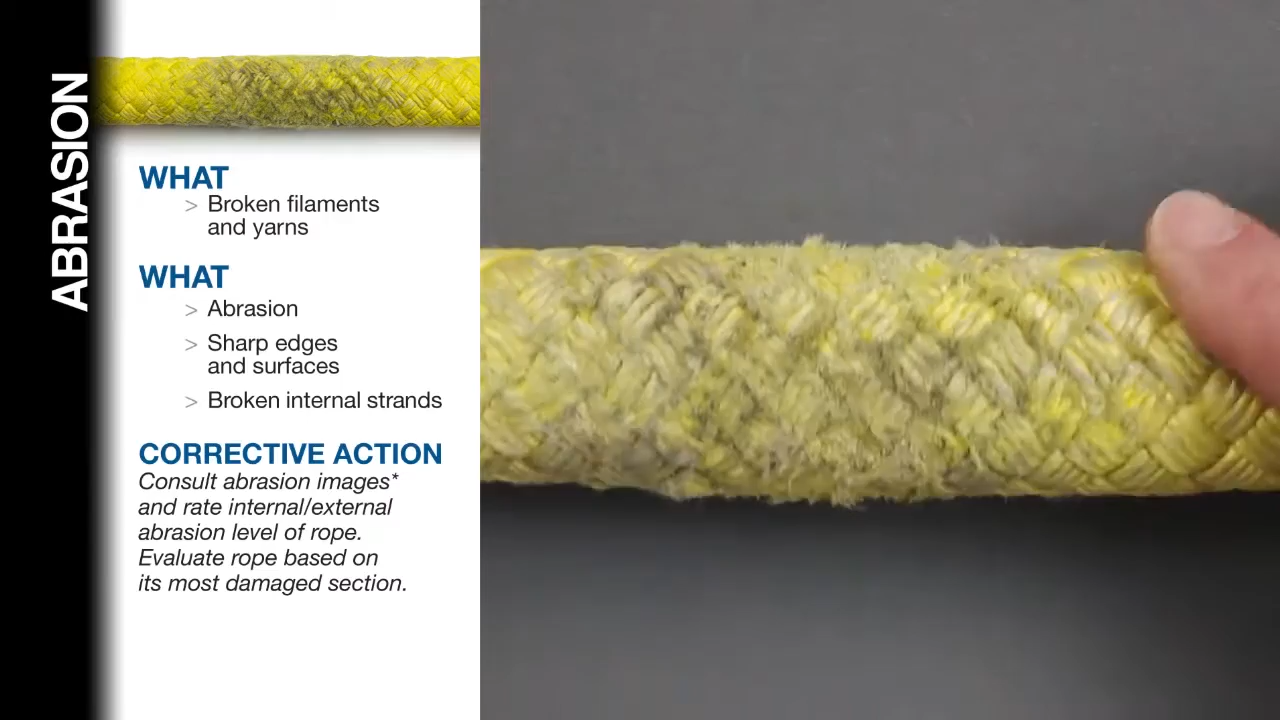 ABRASION
WHAT
> Broken filaments
and yarns
WHAT
> Abrasion
> Sharp edges
and surfaces
> Broken internal strands
CORRECTIVE ACTION
Consult abrasion images*
and rate internal/external
abrasion level of rope.
Evaluate rope based on
its most damaged section.